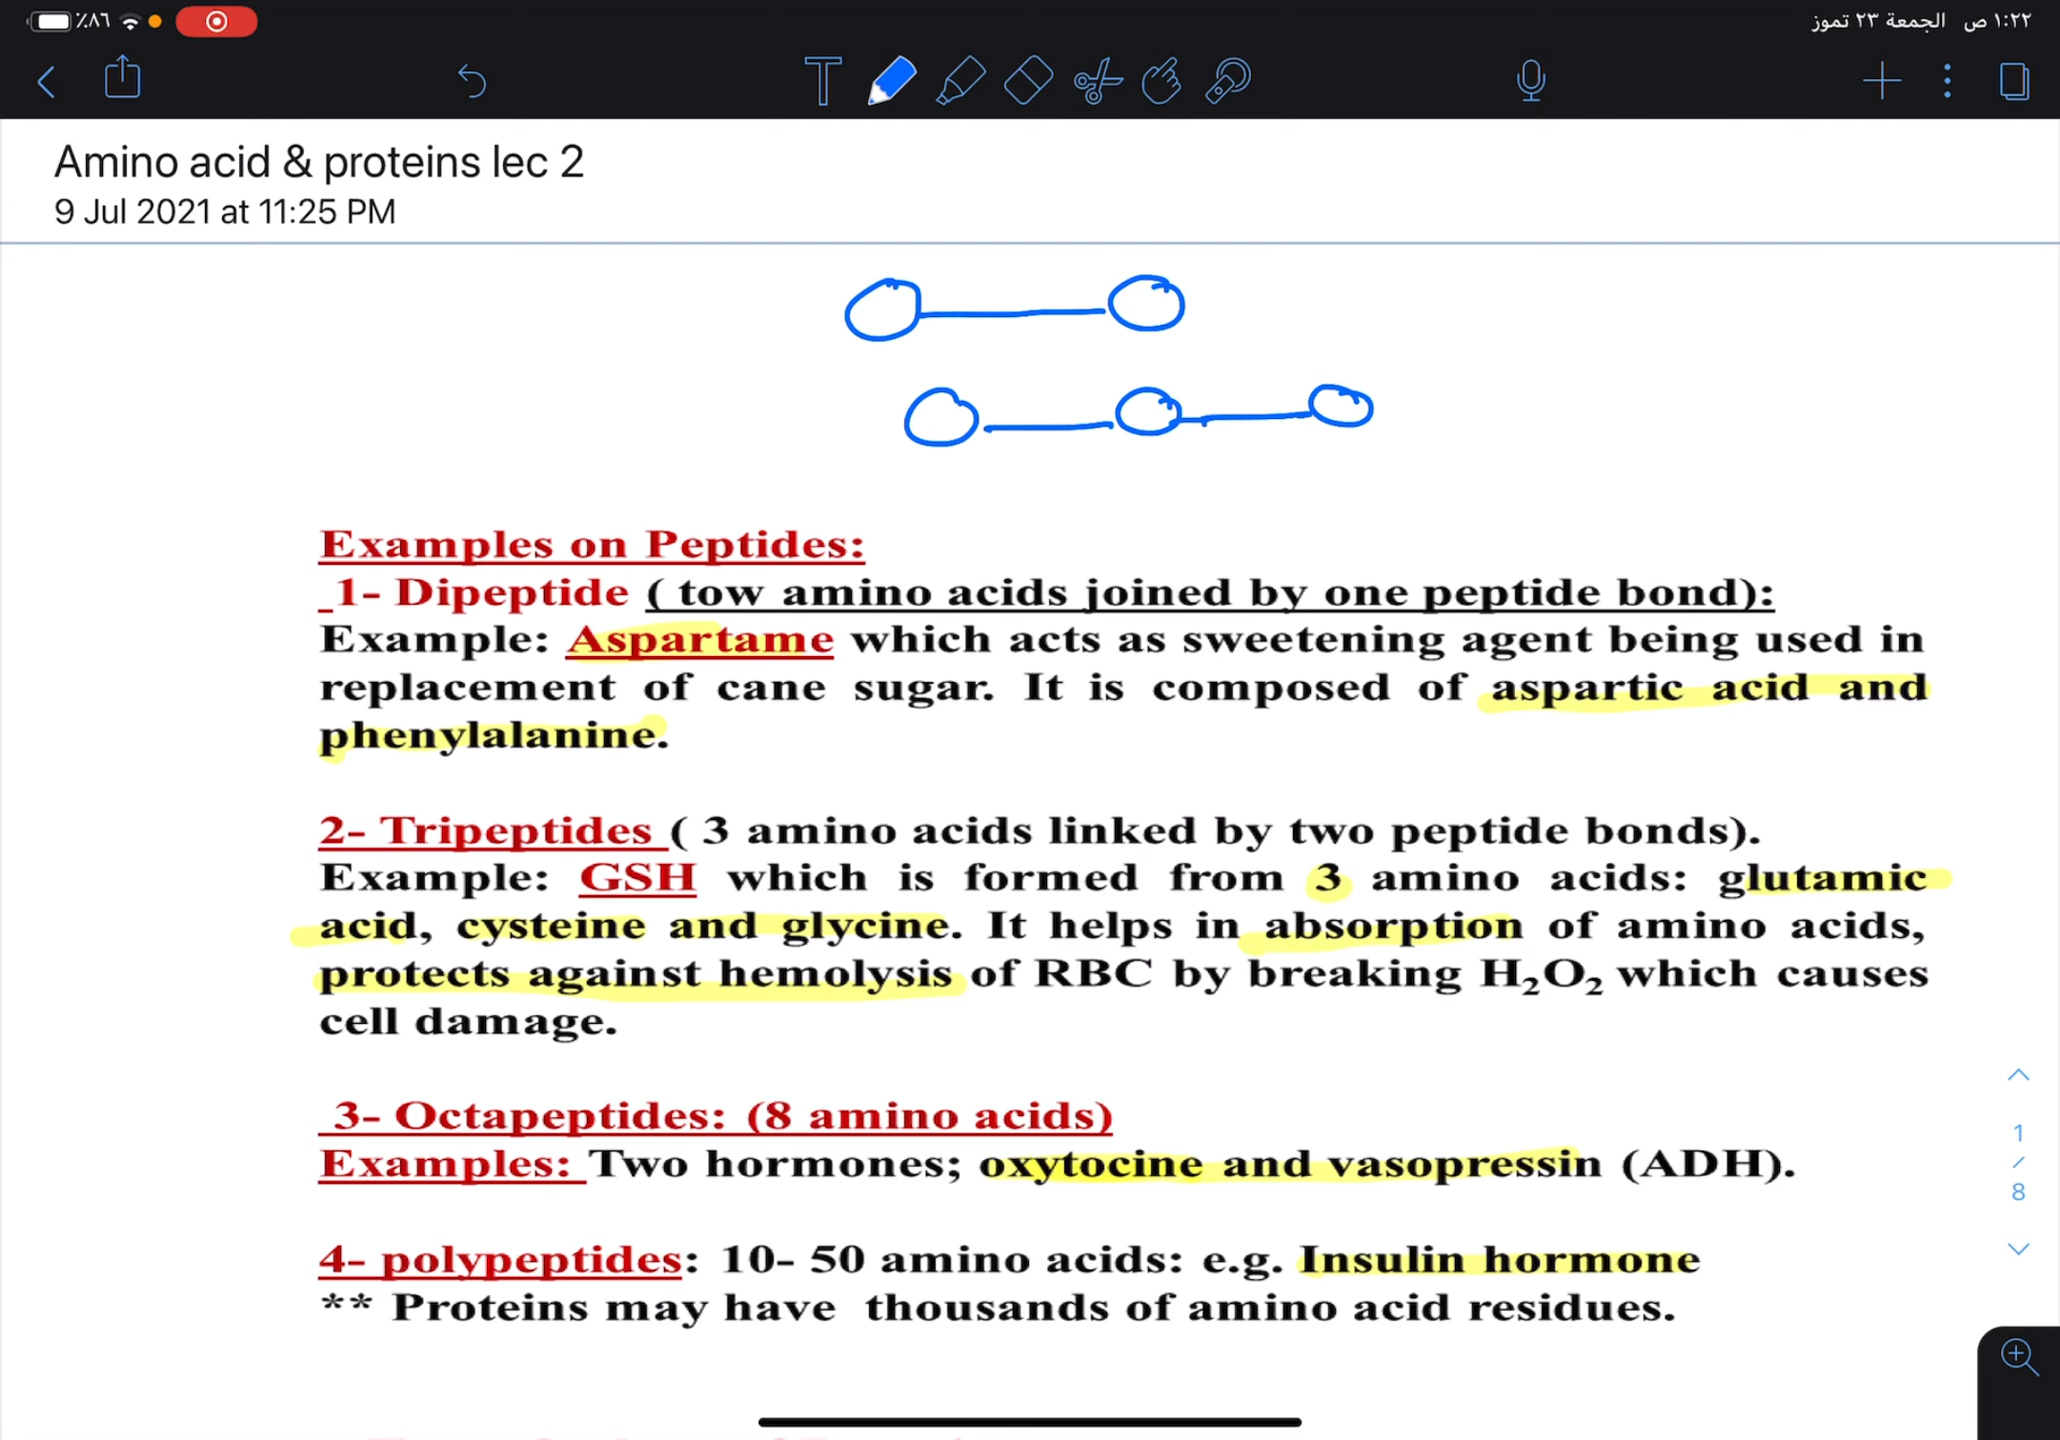 ٪٨٦
١:٢٢ ص الجمعة ٢٣ تموز
T
Amino acid & proteins lec 2
9 Jul 2021 at 11:25 PM
Examples on Peptides:
1- Dipeptide ( tow amino acids joined by one peptide bond):
Example: Aspartame which acts as sweetening agent being used in
replacement of cane sugar. It is composed of aspartic acid and
phenylalanine.
2- Tripeptides ( 3 amino acids linked by two peptide bonds).
Example: GSH which is formed from 3 amino acids: glutamic
acid, cysteine and glycine. It helps in absorption of amino acids,
protects against hemolysis of RBC by breaking H₂O₂ which causes
cell damage.
3- Octapeptides: (8 amino acids)
Examples: Two hormones; oxytocine and vasopressin (ADH).
4- polypeptides: 10- 50 amino acids: e.g. Insulin hormone
** Proteins may have thousands of amino acid residues.
1
/
8